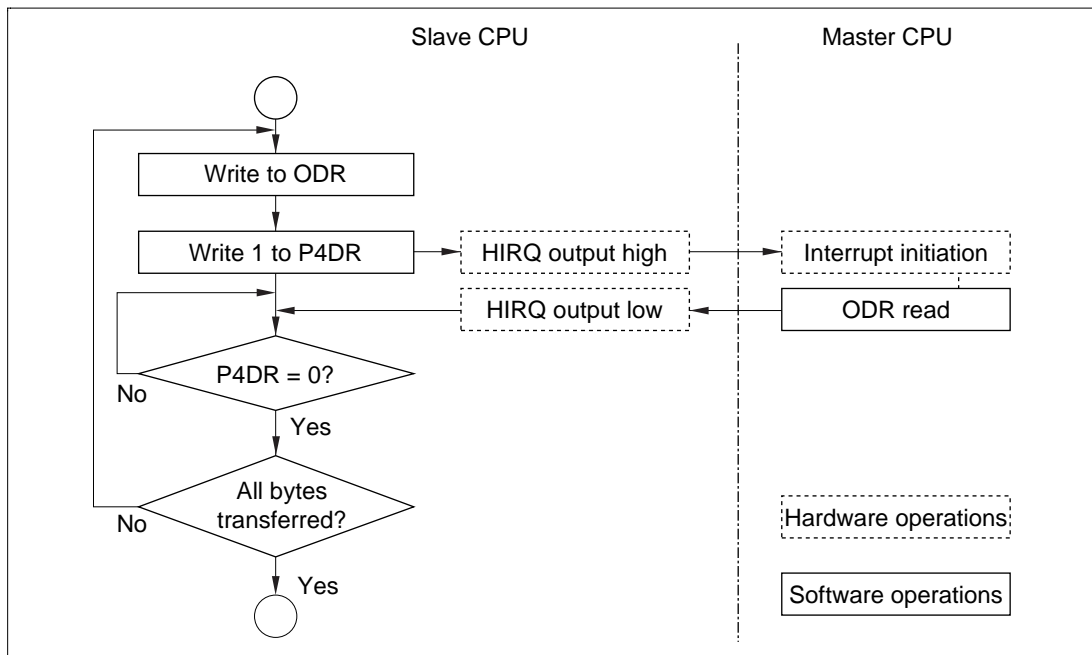 Slave CPU
Master CPU
Write to ODR
Write 1 to P4DR
HIRQ output high
Interrupt initiation
HIRQ output low
ODR read
P4DR = 0?
No
Yes
All bytes
transferred?
No
Yes
Hardware operations
Software operations